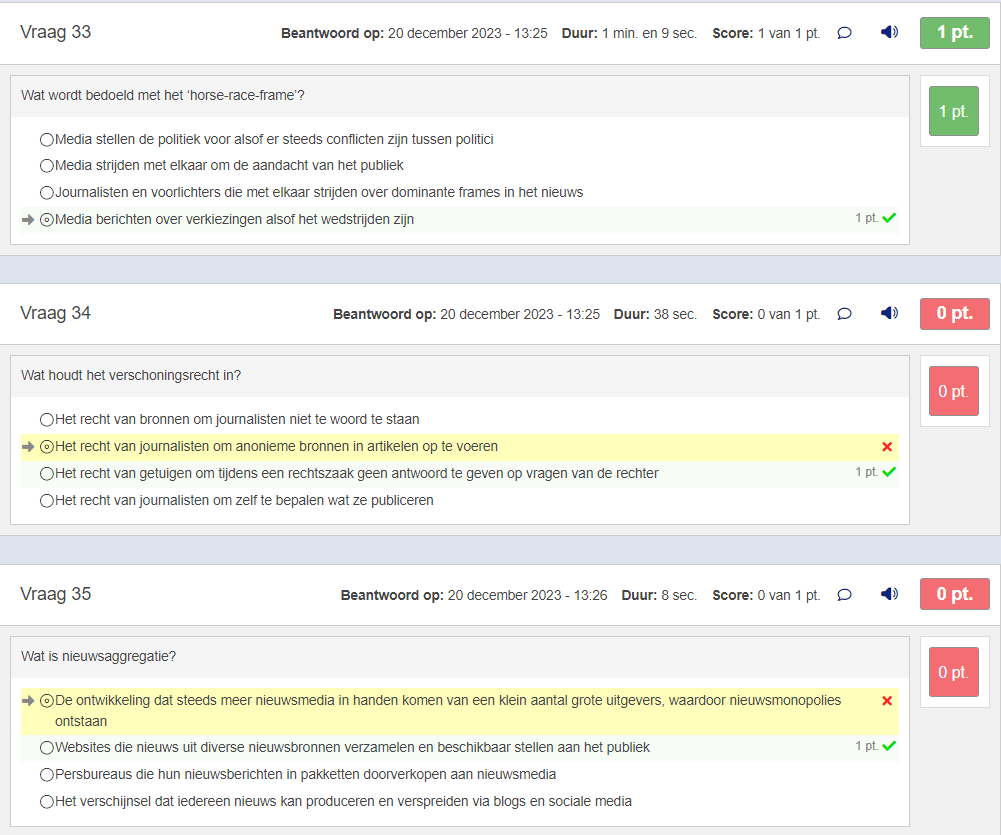 Vraag 33 Beantwoord op: 20 december 2023 - 13:25 Duur: 1 min. en 9 sec. Score: 1 van 1 pt. 1 pt.
Wat wordt bedoeld met het ‘horse-race-frame’?
1 pt.
Media stellen de politiek voor alsof er steeds conflicten zijn tussen politici
Media strijden met elkaar om de aandacht van het publiek
Journalisten en voorlichters die met elkaar strijden over dominante frames in het nieuws
Media berichten over verkiezingen alsof het wedstrijden zijn 1 pt.
Vraag 34 Beantwoord op: 20 december 2023 - 13:25 Duur: 38 sec. Score: 0 van 1 pt. 0 pt.
Wat houdt het verschoningsrecht in?
0 pt.
Het recht van bronnen om journalisten niet te woord te staan
Het recht van journalisten om anonieme bronnen in artikelen op te voeren
Het recht van getuigen om tijdens een rechtszaak geen antwoord te geven op vragen van de rechter 1 pt.
Het recht van journalisten om zelf te bepalen wat ze publiceren
Vraag 35 Beantwoord op: 20 december 2023 - 13:26 Duur: 8 sec. Score: 0 van 1 pt. 0 pt.
Wat is nieuwsaggregatie?
0 pt.
De ontwikkeling dat steeds meer nieuwsmedia in handen komen van een klein aantal grote uitgevers, waardoor nieuwsmonopolies
ontstaan
Websites die nieuws uit diverse nieuwsbronnen verzamelen en beschikbaar stellen aan het publiek 1 pt.
Persbureaus die hun nieuwsberichten in pakketten doorverkopen aan nieuwsmedia
Het verschijnsel dat iedereen nieuws kan produceren en verspreiden via blogs en sociale media